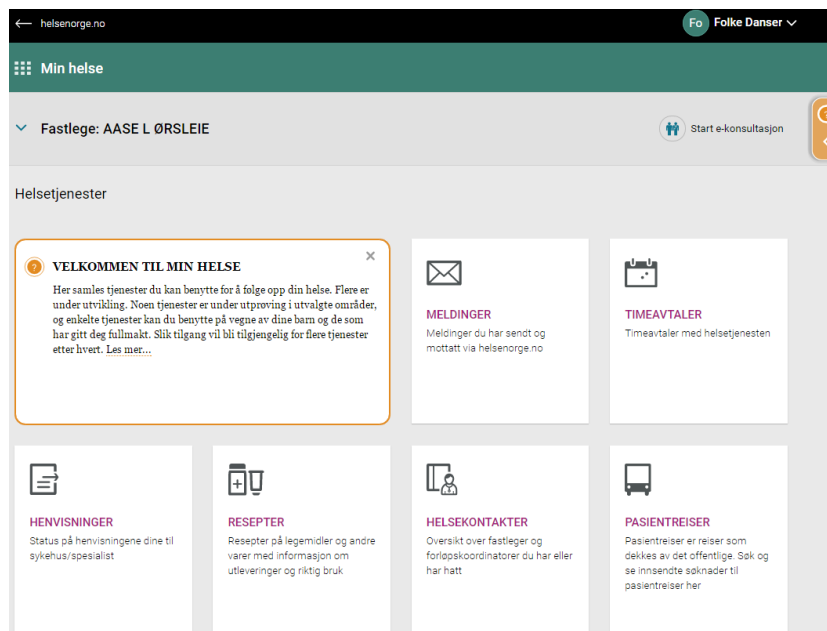 helsenorge.no
Fo Folke Danser
Min helse
Fastlege: AASE L ØRSLEIE
Start e-konsultasjon
Helsetjenester
? VELKOMMEN TIL MIN HELSE
Her samles tjenester du kan benytte for å følge opp din helse. Flere er
under utvikling. Noen tjenester er under utprøving i utvalgte områder,
og enkelte tjenester kan du benytte på vegne av dine barn og de som
har gitt deg fullmakt. Slik tilgang vil bli tilgjengelig for flere tjenester
etter hvert. Les mer...
MELDINGER
Meldinger du har sendt og
mottatt via helsenorge.no
TIMEAVTALER
Timeavtaler med helsetjenesten
HENVISNINGER
Status på henvisningene dine til
sykehus/spesialist
RESEPTER
Resepter på legemidler og andre
varer med informasjon om
utleveringer og riktig bruk
HELSEKONTAKTER
Oversikt over fastleger og
forløpskoordinatorer du har eller
har hatt
PASIENTREISER
Pasientreiser er reiser som
dekkes av det offentlige. Søk og
se innsendte søknader til
pasientreiser her